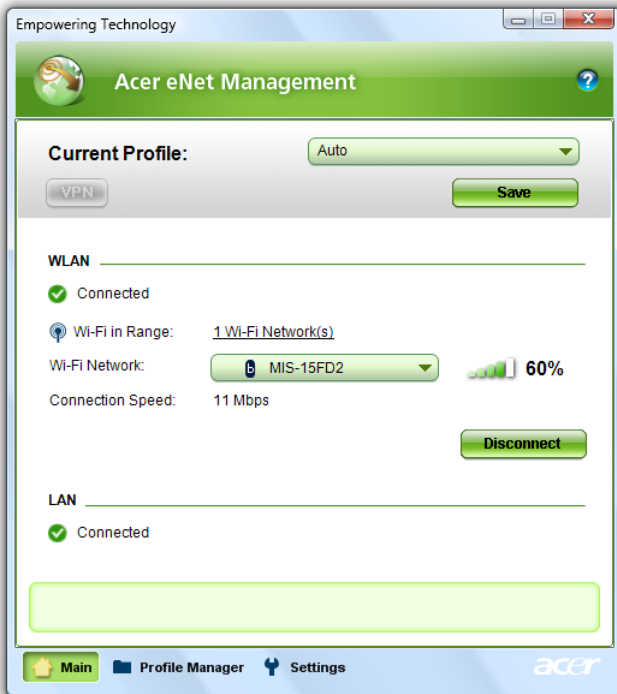 Empowering Technology
Acer eNet Management
?
Current Profile:
Auto
VPN
Save
WLAN
Connected
Wi-Fi in Range:
1 Wi-Fi Network(s)
Wi-Fi Network:
b MIS-15FD2
60%
Connection Speed:
11 Mbps
Disconnect
LAN
Connected
Main
Profile Manager
Settings
acer